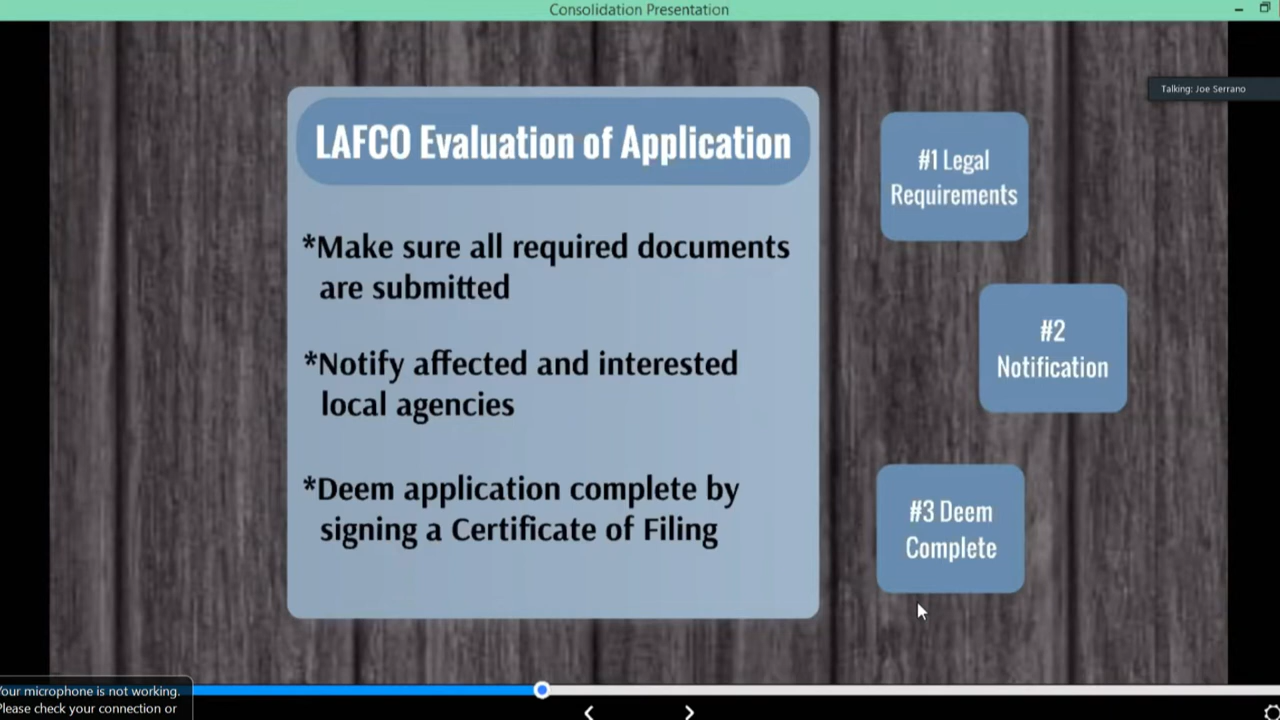 Consolidation Presentation
Talking: Joe Serrano
LAFCO Evaluation of Application
*Make sure all required documents
are submitted
*Notify affected and interested
local agencies
*Deem application complete by
signing a Certificate of Filing
#1 Legal
Requirements
#2
Notification
#3 Deem
Complete
our microphone is not working.
Please check your connection or